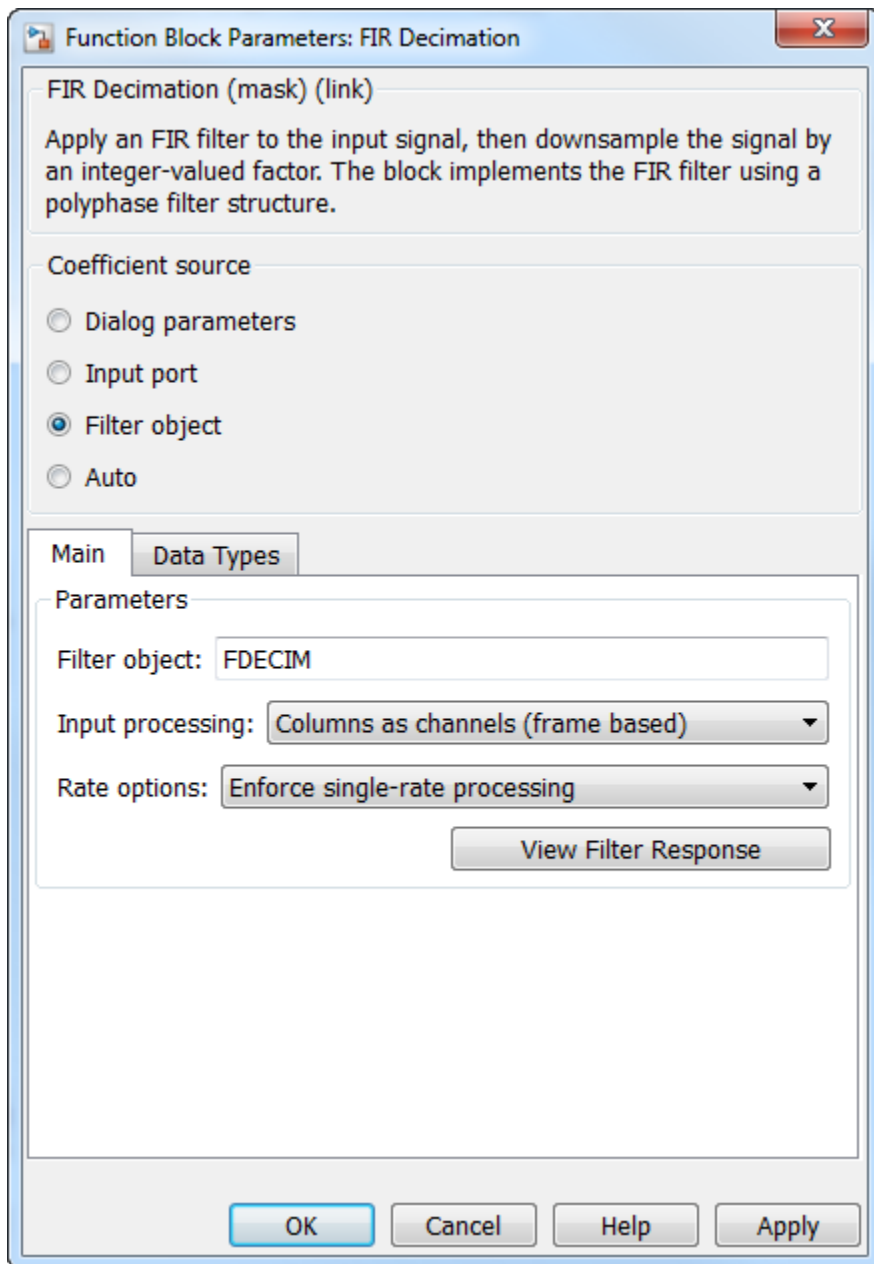 Function Block Parameters: FIR Decimation
X
FIR Decimation (mask) (link)
Apply an FIR filter to the input signal, then downsample the signal by
an integer-valued factor. The block implements the FIR filter using a
polyphase filter structure.
Coefficient source
Dialog parameters
Input port
Filter object
Auto
Main Data Types
Parameters
Filter object: FDECIM
Input processing: Columns as channels (frame based)
Rate options: Enforce single-rate processing
View Filter Response
OK Cancel Help Apply